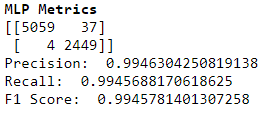 MLP Metrics
[[5059   37]
 [   4 2449]]
Precision:  0.9946304250819138
Recall:  0.9945688170618625
F1 Score:  0.9945781401307258